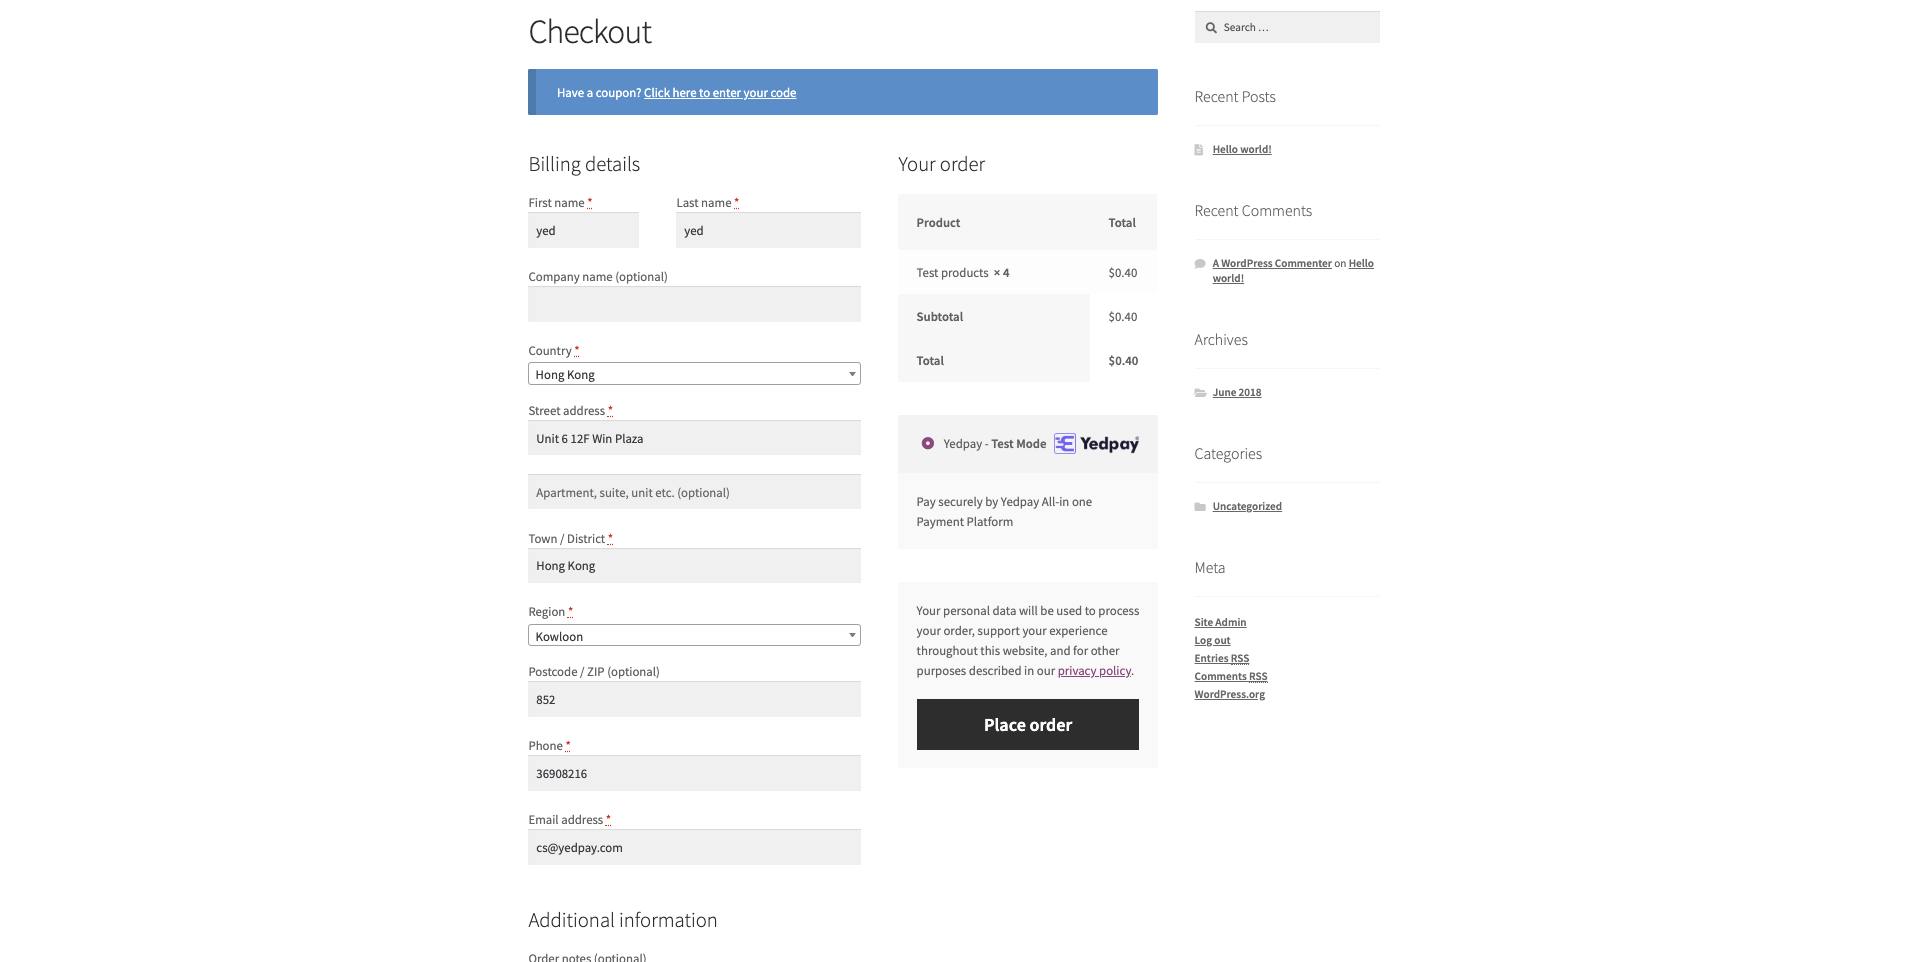 Checkout
Have a coupon? Click here to enter your code
Billing details
First name *
Last name *
yed
yed
Company name (optional)
Country *
Hong Kong
Street address *
Unit 6 12F Win Plaza
Apartment, suite, unit etc. (optional)
Town / District *
Hong Kong
Region *
Kowloon
Postcode / ZIP (optional)
852
Phone *
36908216
Email address *
cs@yedpay.com
Additional information
Order notes (optional)
Your order
Product Total
Test products × 4 $0.40
Subtotal $0.40
Total $0.40
Yedpay - Test Mode Yedpay
Pay securely by Yedpay All-in one
Payment Platform
Your personal data will be used to process
your order, support your experience
throughout this website, and for other
purposes described in our privacy policy.
Place order
Search …
Recent Posts
Hello world!
Recent Comments
A WordPress Commenter on Hello
world!
Archives
June 2018
Categories
Uncategorized
Meta
Site Admin
Log out
Entries RSS
Comments RSS
WordPress.org